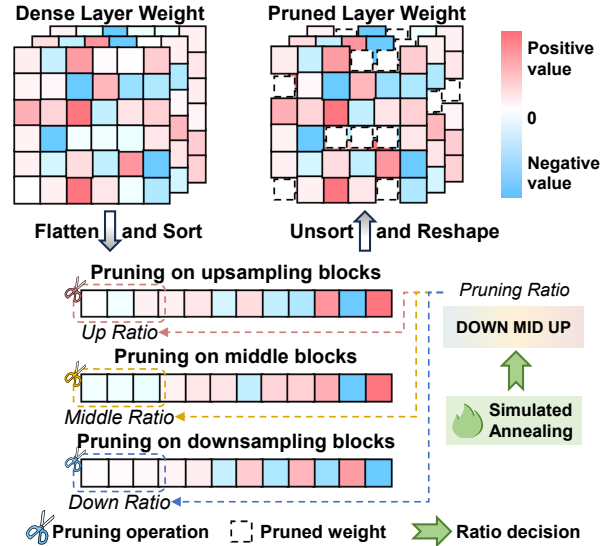 Dense Layer Weight
Pruned Layer Weight
Positive
value
0
Negative
value
Flatten and Sort
Unsort and Reshape
Pruning on upsampling blocks
Up Ratio
Pruning Ratio
DOWN MID UP
Pruning on middle blocks
Middle Ratio
Simulated
Annealing
Pruning on downsampling blocks
Down Ratio
Pruning operation
Pruned weight
Ratio decision